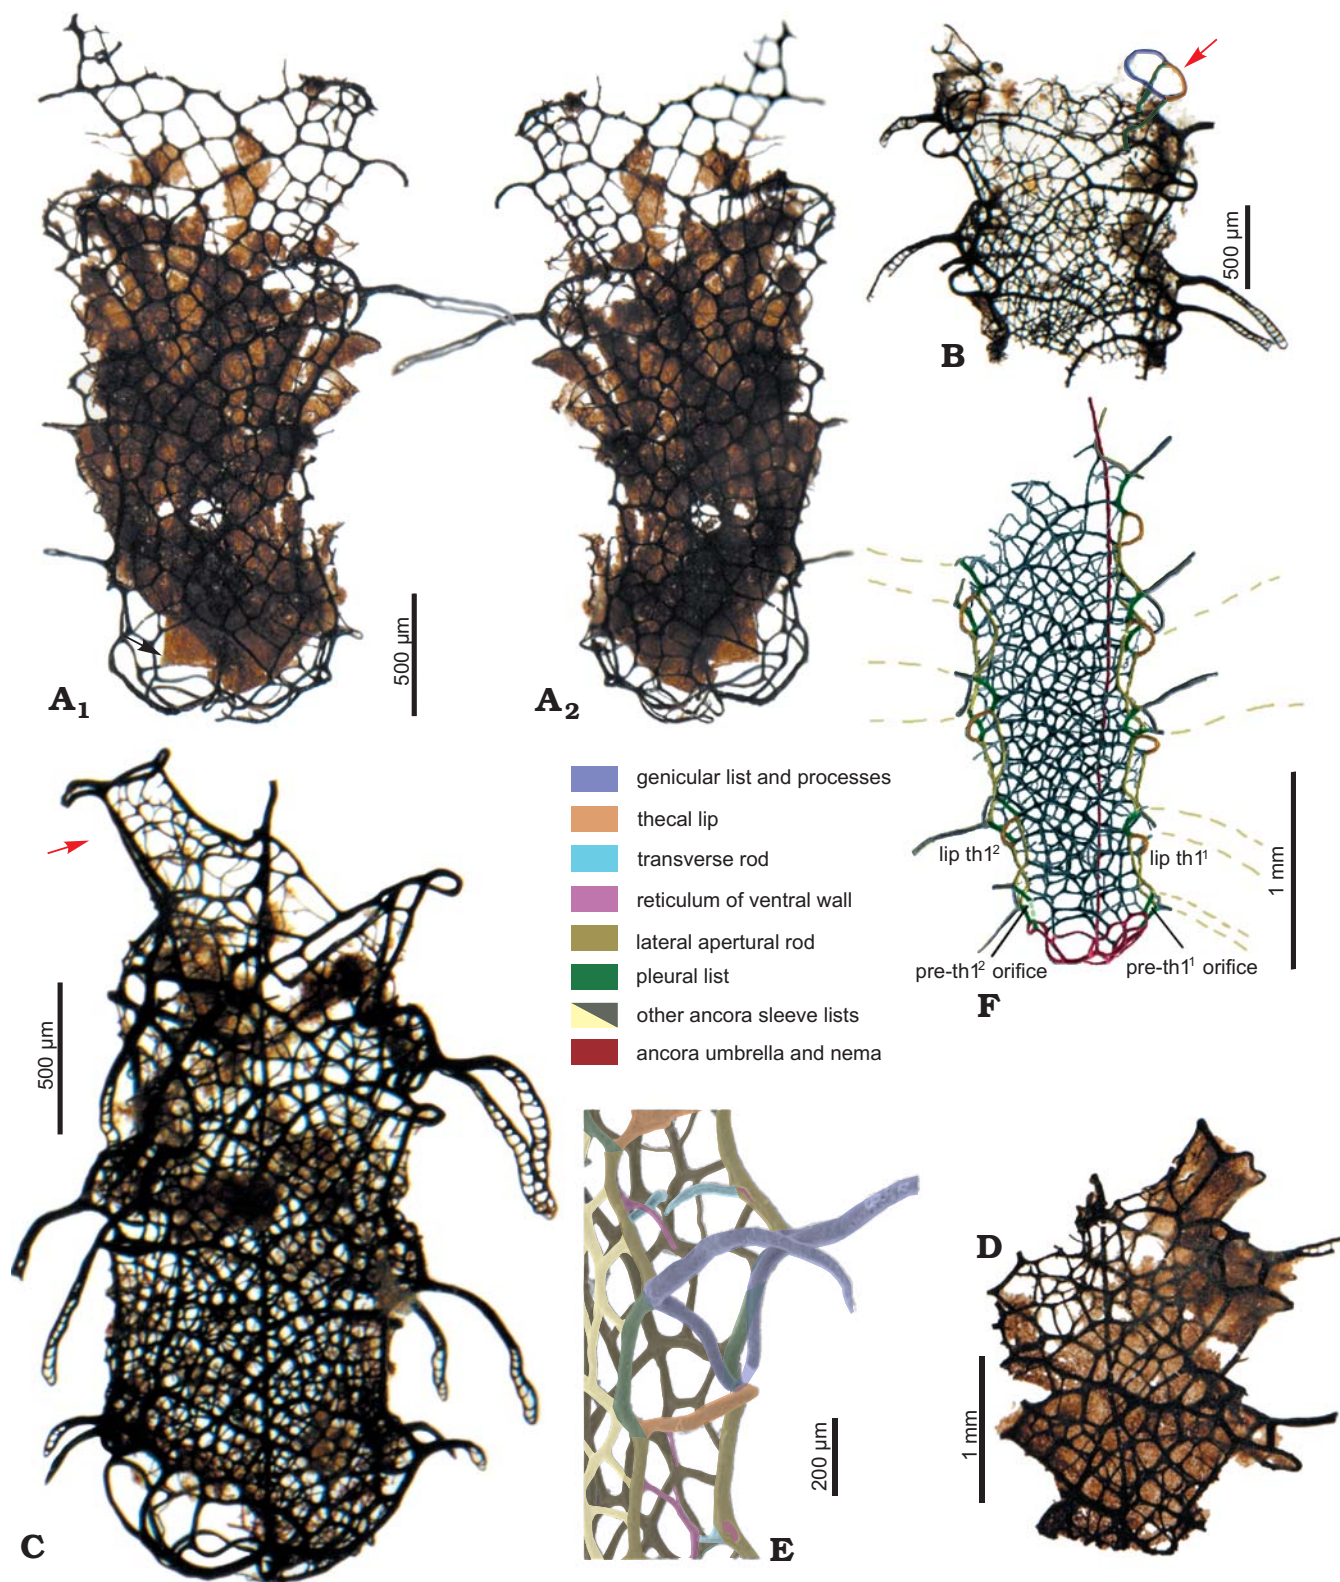 A1
A2
500 µm
B
500 µm
genicular list and processes
thecal lip
transverse rod
reticulum of ventral wall
lateral apertural rod
pleural list
other ancora sleeve lists
ancora umbrella and nema
lip th1²
lip th1¹
pre-th1² orifice
pre-th1¹ orifice
1 mm
F
500 µm
C
200 µm
E
D
1 mm